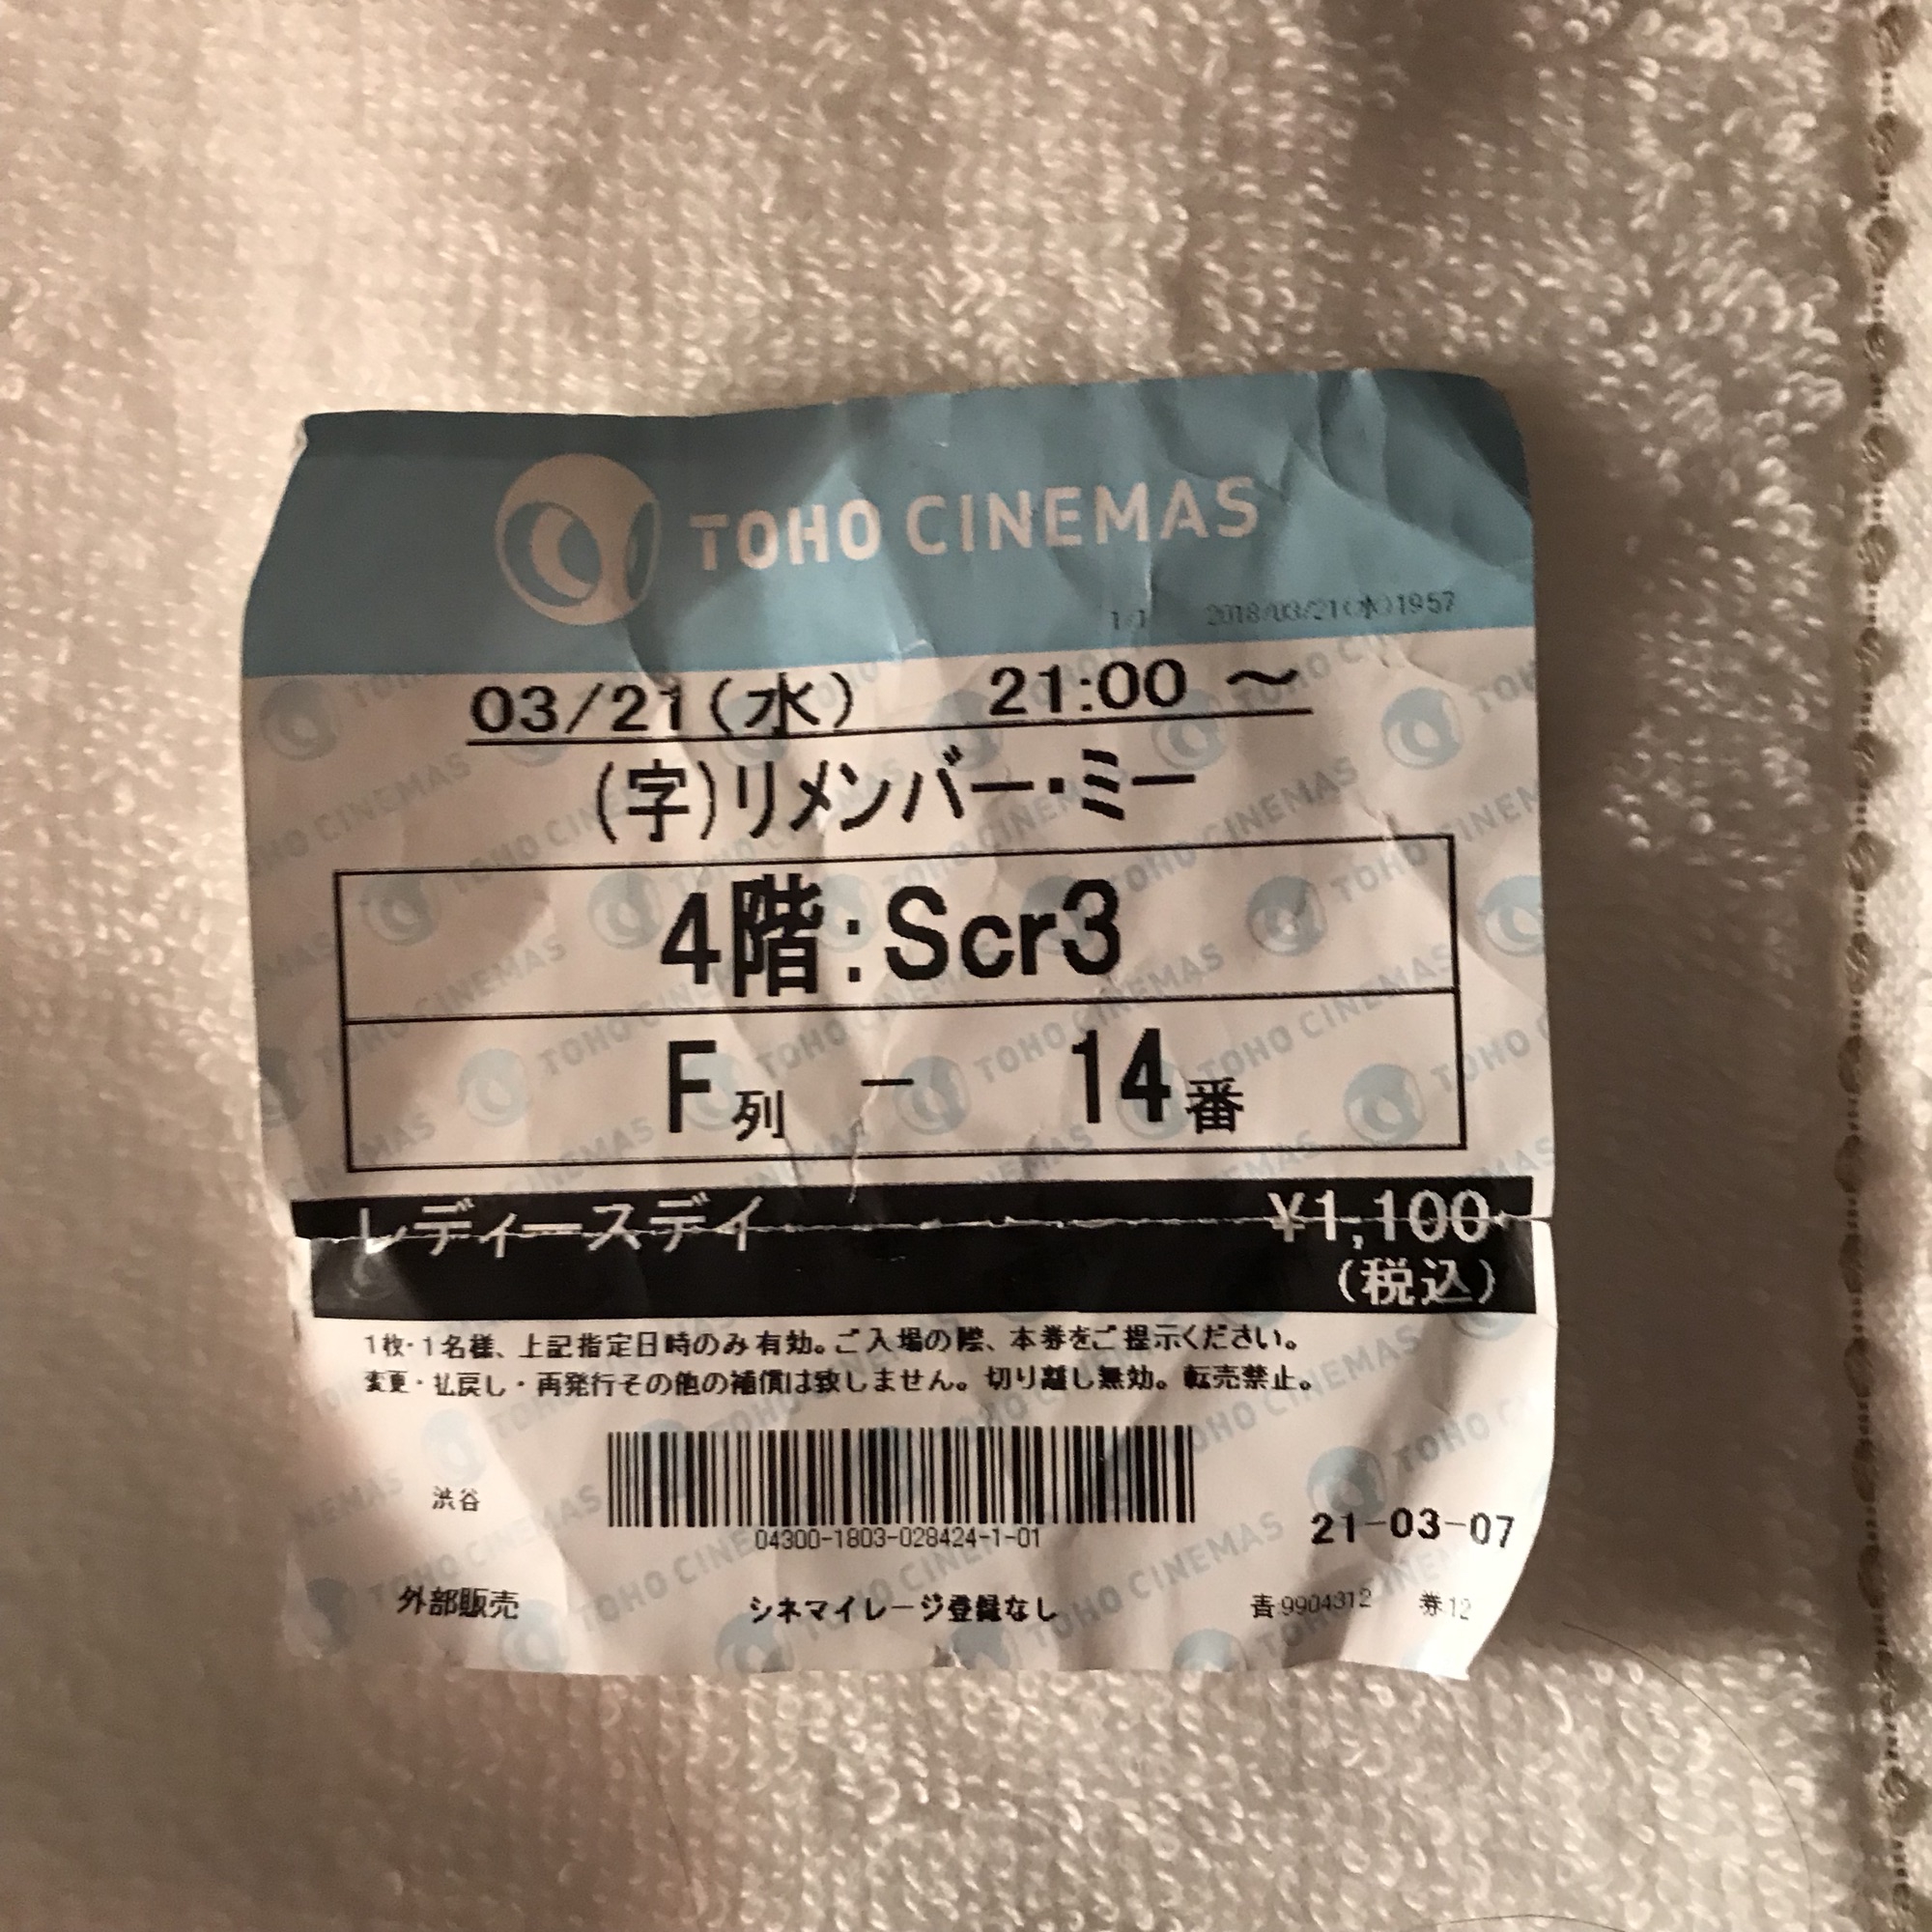 TOHO CINEMAS
1/1 2018/03/21(水)1957
03/21(水) 21:00 ～
(字)リメンバー・ミー
4階:Scr3
F列 － 14番
レディースデイ ¥1,100
(税込)
1枚・1名様、上記指定日時のみ有効。ご入場の際、本券をご提示ください。
変更・払戻し・再発行その他の補償は致しません。切り離し無効。転売禁止。
渋谷
04300-1803-028424-1-01
21-03-07
外部販売 シネマイレージ登録なし 青:9904312 券:12